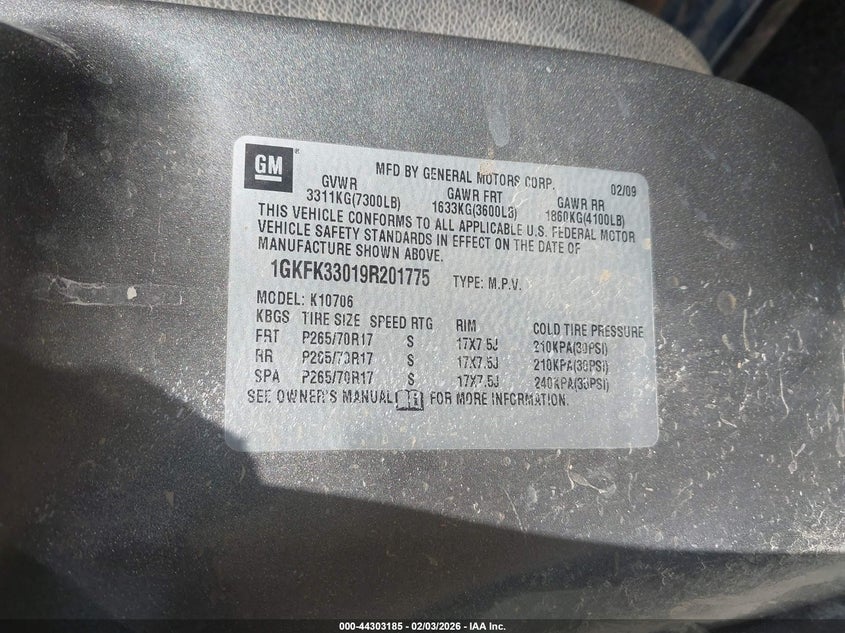 GM
MFD BY GENERAL MOTORS CORP. 02/09
GVWR GAWR FRT GAWR RR
3311KG(7300LB) 1633KG(3600LB) 1860KG(4100LB)
THIS VEHICLE CONFORMS TO ALL APPLICABLE U.S. FEDERAL MOTOR
VEHICLE SAFETY STANDARDS IN EFFECT ON THE DATE OF
MANUFACTURE SHOWN ABOVE.
1GKFK33019R201775 TYPE: M.P.V.
MODEL: K10706
KBGS TIRE SIZE SPEED RTG RIM COLD TIRE PRESSURE
FRT P265/70R17 S 17X7.5J 210KPA(30PSI)
RR P265/70R17 S 17X7.5J 210KPA(30PSI)
SPA P265/70R17 S 17X7.5J
SEE OWNER'S MANUAL FOR MORE INFORMATION.
000-44303185 - 02/03/2026 - IAA Inc.